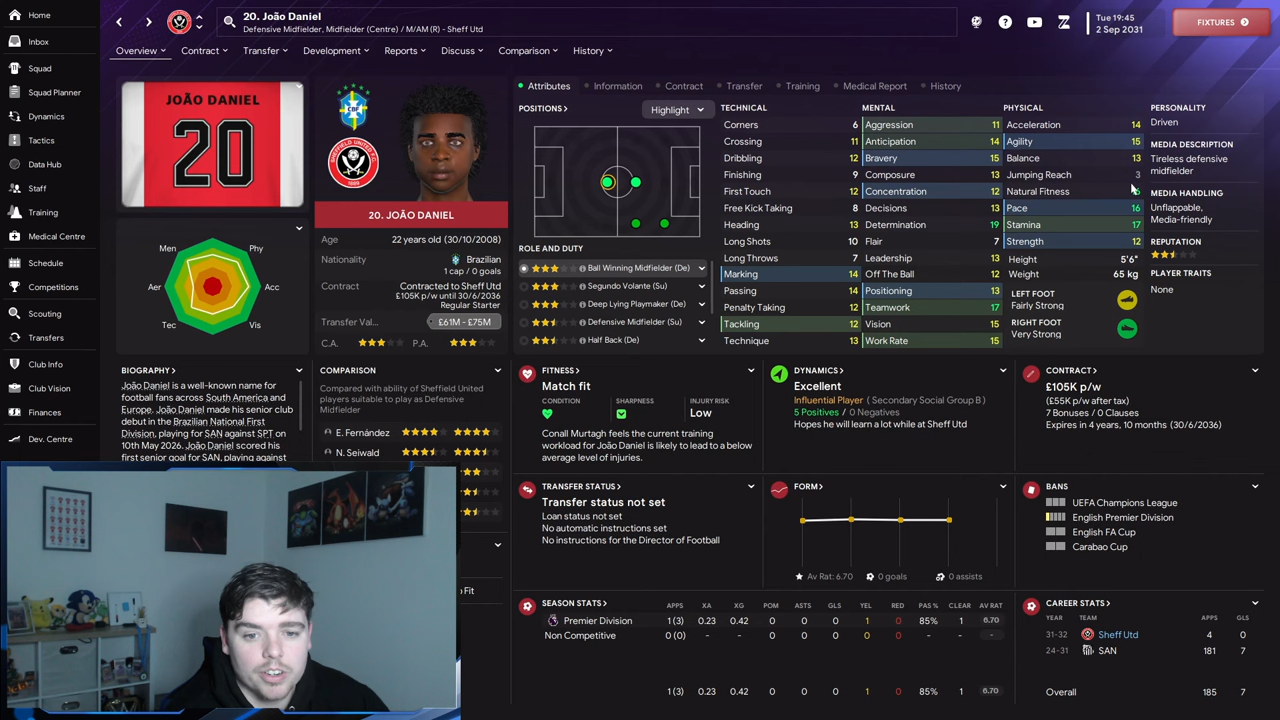 Home
Inbox
Squad
Squad Planner
Dynamics
Tactics
Data Hub
Staff
Training
Medical Centre
Schedule
Competitions
Scouting
Transfers
Club Info
Club Vision
Finances
Dev. Centre
20. João Daniel
Defensive Midfielder, Midfielder (Centre) / M/AM (R) - Sheff Utd
Tue 19:45
2 Sep 2031
FIXTURES
Overview
Contract
Transfer
Development
Reports
Discuss
Comparison
History
JOÃO DANIEL
20
Men
Phy
Aer
Acc
Tec
Vis
CBF
20. JOÃO DANIEL
Age 22 years old (30/10/2008)
Nationality Brazilian
1 cap / 0 goals
Contract Contracted to Sheff Utd
£105K p/w until 30/6/2036
Regular Starter
Transfer Val... £61M - £75M
C.A.
P.A.
Attributes
Information
Contract
Transfer
Training
Medical Report
History
POSITIONS
Highlight
ROLE AND DUTY
Ball Winning Midfielder (De)
Segundo Volante (Su)
Deep Lying Playmaker (De)
Defensive Midfielder (Su)
Half Back (De)
TECHNICAL
Corners 6
Crossing 11
Dribbling 12
Finishing 9
First Touch 12
Free Kick Taking 8
Heading 13
Long Shots 10
Long Throws 7
Marking 14
Passing 14
Penalty Taking 12
Tackling 12
Technique 13
MENTAL
Aggression 11
Anticipation 14
Bravery 15
Composure 13
Concentration 12
Decisions 13
Determination 19
Flair 7
Leadership 13
Off The Ball 12
Positioning 13
Teamwork 17
Vision 15
Work Rate 15
PHYSICAL
Acceleration 14
Agility 15
Balance 13
Jumping Reach 3
Natural Fitness
Pace 16
Stamina 17
Strength 12
Height 5'6"
Weight 65 kg
LEFT FOOT
Fairly Strong
RIGHT FOOT
Very Strong
PERSONALITY
Driven
MEDIA DESCRIPTION
Tireless defensive
midfielder
MEDIA HANDLING
Unflappable,
Media-friendly
REPUTATION
PLAYER TRAITS
None
BIOGRAPHY
João Daniel is a well-known name for
football fans across South America and
Europe. João Daniel made his senior club
debut in the Brazilian National First
Division, playing for SAN against SPT on
10th May 2026. João Daniel scored his
first senior goal for SAN, playing against
COMPARISON
Compared with ability of Sheffield United
players suitable to play as Defensive
Midfielder
E. Fernández
N. Seiwald
Fit
FITNESS
Match fit
CONDITION
SHARPNESS
INJURY RISK
Low
Conall Murtagh feels the current training
workload for João Daniel is likely to lead to a below
average level of injuries.
DYNAMICS
Excellent
Influential Player ( Secondary Social Group B )
5 Positives / 0 Negatives
Hopes he will learn a lot while at Sheff Utd
CONTRACT
£105K p/w
(£55K p/w after tax)
7 Bonuses / 0 Clauses
Expires in 4 years, 10 months (30/6/2036)
TRANSFER STATUS
Transfer status not set
Loan status not set
No automatic instructions set
No instructions for the Director of Football
FORM
Av Rat: 6.70
0 goals
0 assists
BANS
UEFA Champions League
English Premier Division
English FA Cup
Carabao Cup
SEASON STATS APPS XA XG POM ASTS GLS YEL RED PAS % CLEAR AV RAT
Premier Division 1 (3) 0.23 0.42 0 0 0 1 0 85% 1 6.70
Non Competitive 0 (0) - - 0 0 0 0 0 - - -
1 (3) 0.23 0.42 0 0 0 1 0 85% 1 6.70
CAREER STATS
YEAR TEAM APPS GLS
31-32 Sheff Utd 4 0
24-31 SAN 181 7
Overall 185 7